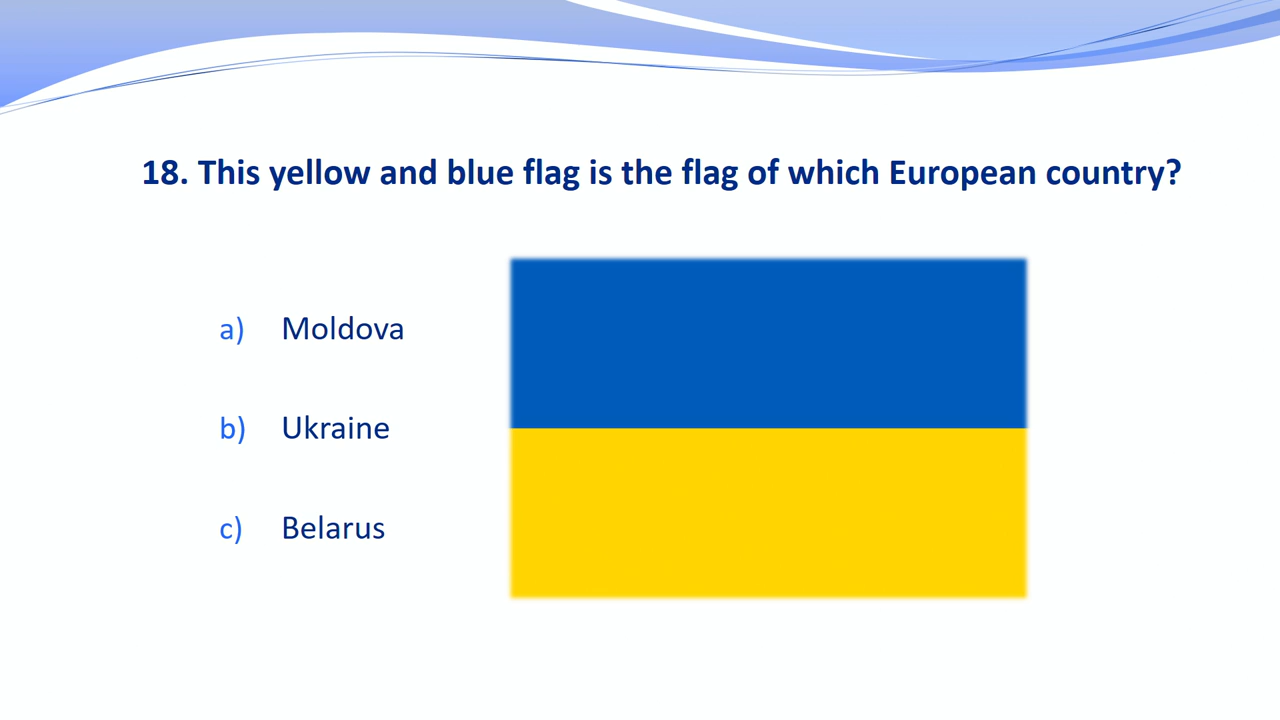 18. This yellow and blue flag is the flag of which European country?
a) Moldova
b) Ukraine
c) Belarus